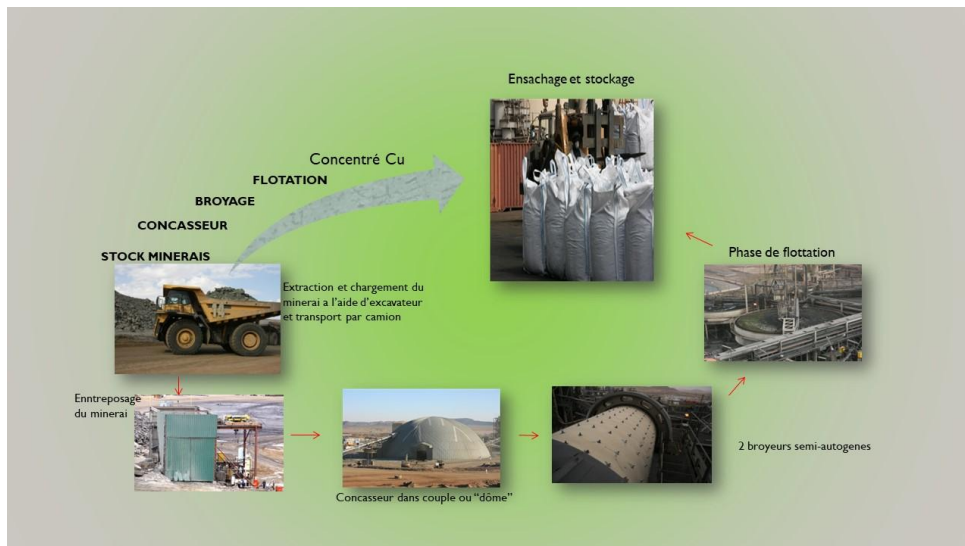 Ensachage et stockage
Concentré Cu
FLOTATION
BROYAGE
CONCASSEUR
STOCK MINERAIS
Extraction et chargement du
minerai a l'aide d'excavateur
et transport par camion
Phase de flottation
Enntreposage
du minerai
Concasseur dans couple ou "dôme"
2 broyeurs semi-autogenes